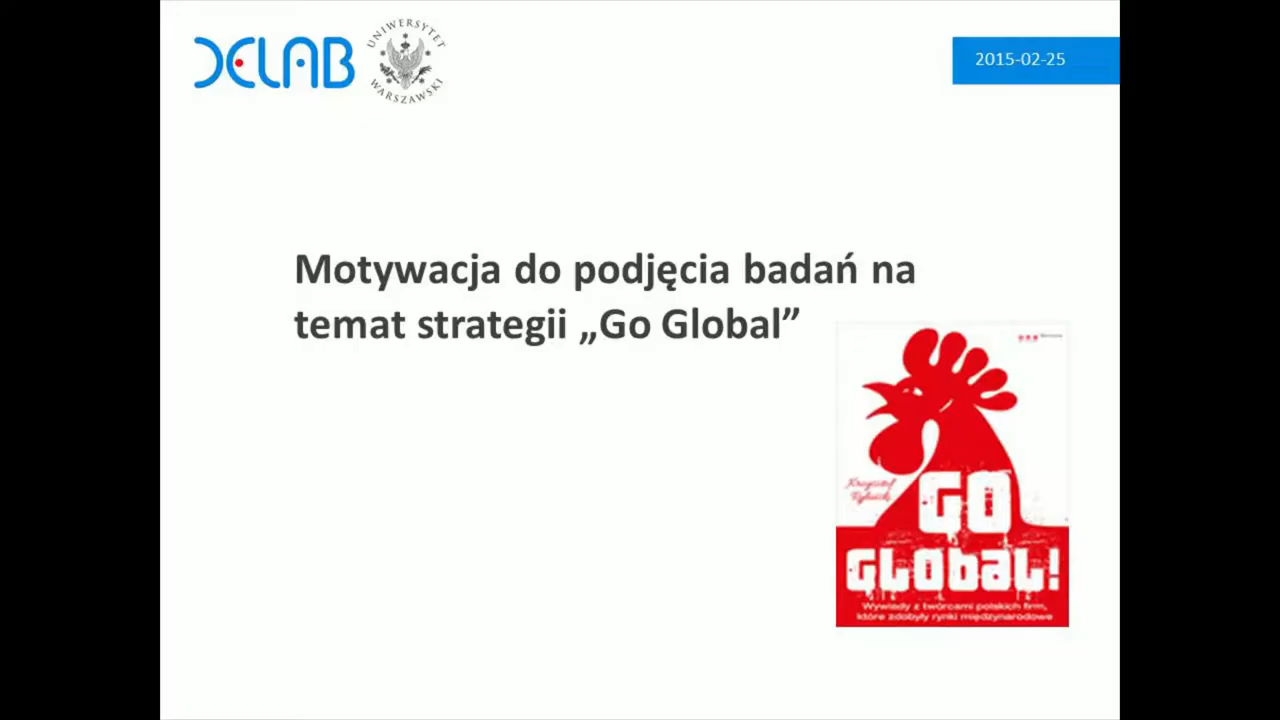 DELAB
UNIWERSYTET
WARSZAWSKI
2015-02-25
Motywacja do podjęcia badań na
temat strategii „Go Global”
GO
GLOBAL!
Wywiady z twórcami polskich firm,
które zdobyły rynki międzynarodowe